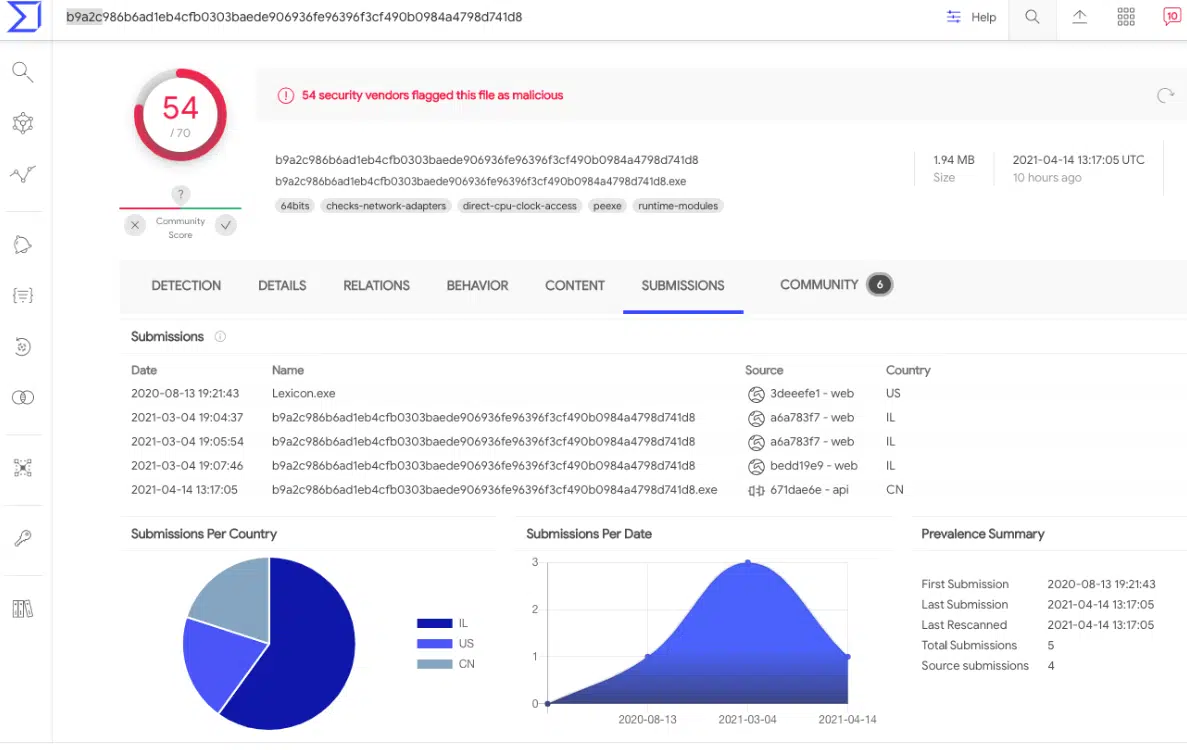 b9a2c986b6ad1eb4cfb0303baede906936fe96396f3cf490b0984a4798d741d8
Help
10
54
/ 70
54 security vendors flagged this file as malicious
b9a2c986b6ad1eb4cfb0303baede906936fe96396f3cf490b0984a4798d741d8
b9a2c986b6ad1eb4cfb0303baede906936fe96396f3cf490b0984a4798d741d8.exe
64bits checks-network-adapters direct-cpu-clock-access peexe runtime-modules
1.94 MB
Size
2021-04-14 13:17:05 UTC
10 hours ago
?
Community
Score
DETECTION DETAILS RELATIONS BEHAVIOR CONTENT SUBMISSIONS COMMUNITY 6
Submissions
Date Name Source Country
2020-08-13 19:21:43 Lexicon.exe 3deeefe1 - web US
2021-03-04 19:04:37 b9a2c986b6ad1eb4cfb0303baede906936fe96396f3cf490b0984a4798d741d8 a6a783f7 - web IL
2021-03-04 19:05:54 b9a2c986b6ad1eb4cfb0303baede906936fe96396f3cf490b0984a4798d741d8 a6a783f7 - web IL
2021-03-04 19:07:46 b9a2c986b6ad1eb4cfb0303baede906936fe96396f3cf490b0984a4798d741d8 bedd19e9 - web IL
2021-04-14 13:17:05 b9a2c986b6ad1eb4cfb0303baede906936fe96396f3cf490b0984a4798d741d8.exe 671dae6e - api CN
Submissions Per Country
IL
US
CN
Submissions Per Date
3
2
1
0
2020-08-13 2021-03-04 2021-04-14
Prevalence Summary
First Submission 2020-08-13 19:21:43
Last Submission 2021-04-14 13:17:05
Last Rescanned 2021-04-14 13:17:05
Total Submissions 5
Source submissions 4